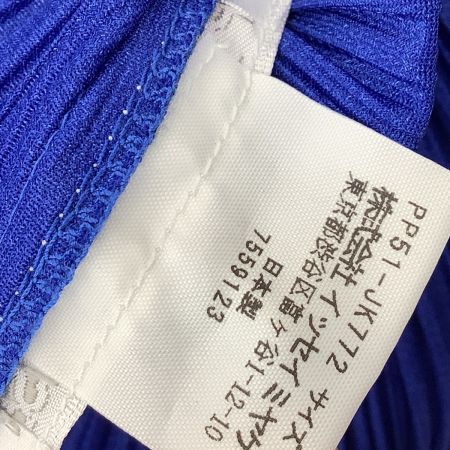 PP51-JK772 サイズ
株式会社 イッセイミヤケ
東京都渋谷区富ヶ谷1-12-10
日本製
7559123